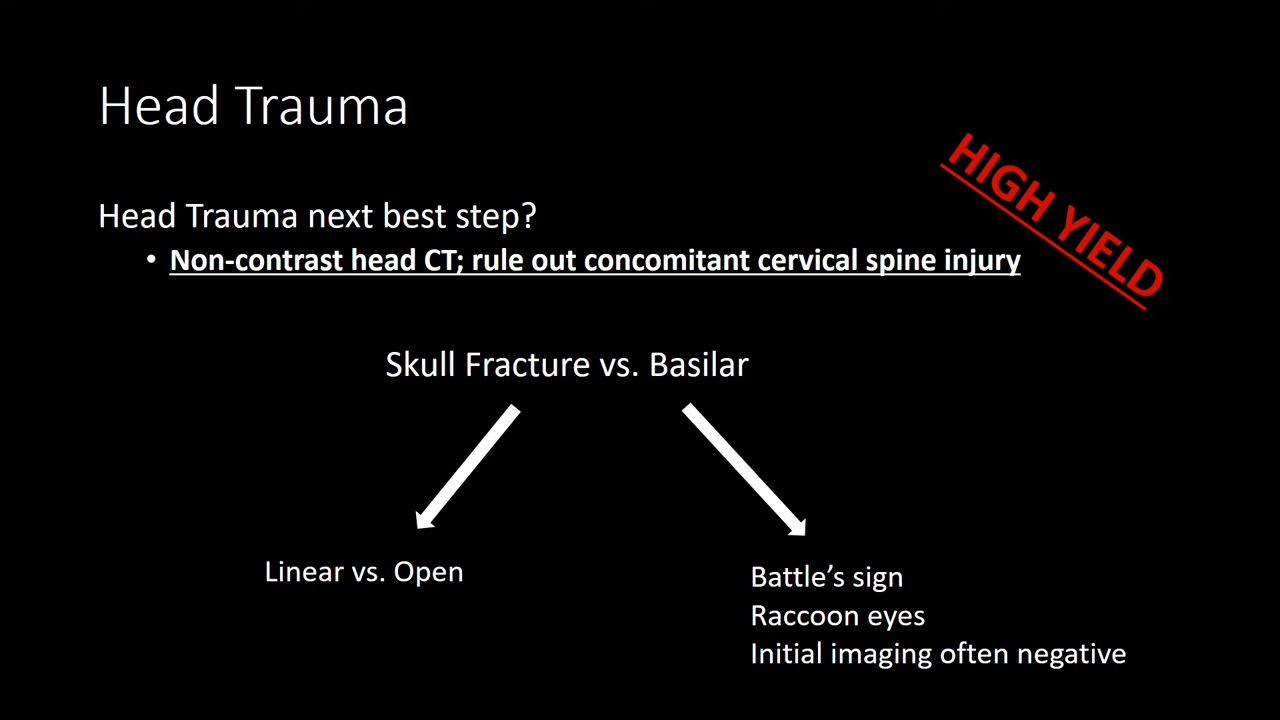 Head Trauma
HIGH YIELD
Head Trauma next best step?
• Non-contrast head CT; rule out concomitant cervical spine injury
Skull Fracture vs. Basilar
Linear vs. Open
Battle’s sign
Raccoon eyes
Initial imaging often negative